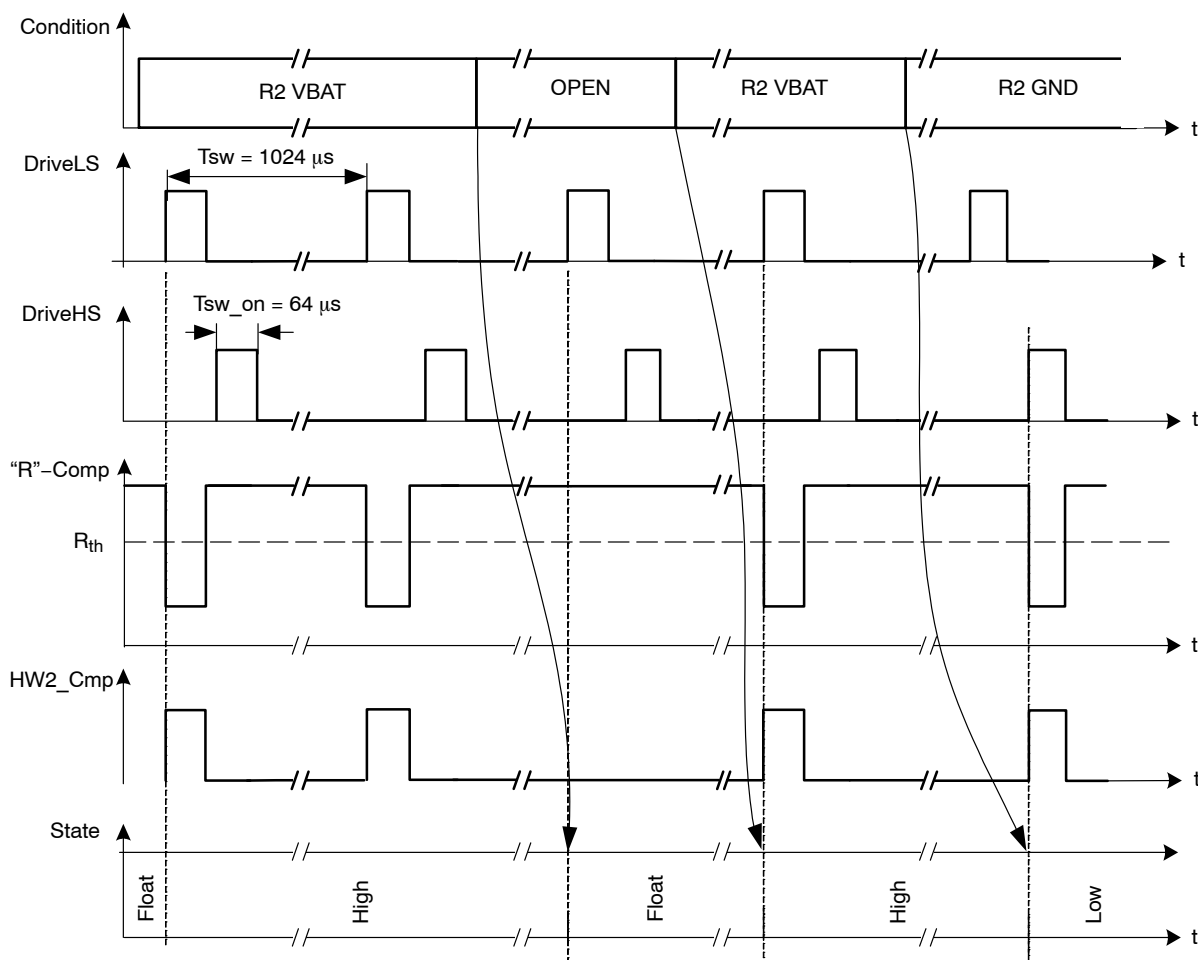 Condition
R2 VBAT
OPEN
R2 VBAT
R2 GND
t
DriveLS
Tsw = 1024 μs
t
DriveHS
Tsw_on = 64 μs
t
“R”−Comp
Rth
t
HW2_Cmp
t
State
Float
High
Float
High
Low
t